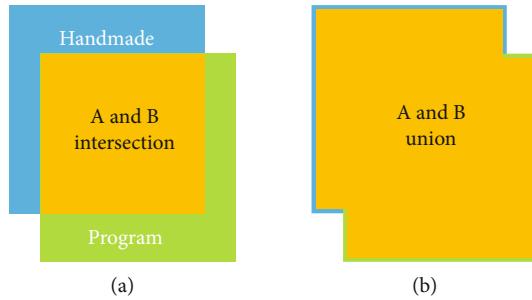 Handmade
A and B
intersection
Program
(a)
A and B
union
(b)